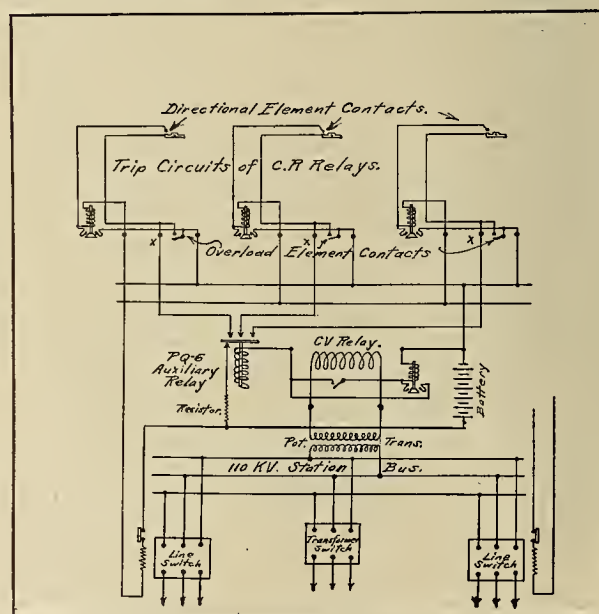 Directional Element Contacts.
Trip Circuits of C.R Relays.
X
X
X
Overload Element Contacts
PQ-6
Auxiliary
Relay
CV Relay.
Resistor.
Battery
Pot. Trans.
110 KV. Station Bus.
Line
Switch
Transformer
Switch
Line
Switch